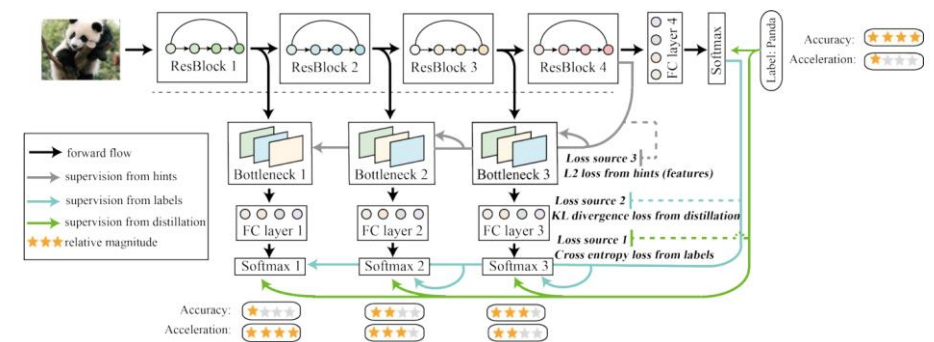 ResBlock 1
ResBlock 2
ResBlock 3
ResBlock 4
FC layer 4
Softmax
Label: Panda
Accuracy:
Acceleration:
forward flow
supervision from hints
supervision from labels
supervision from distillation
relative magnitude
Bottleneck 1
Bottleneck 2
Bottleneck 3
Loss source 3
L2 loss from hints (features)
Loss source 2
KL divergence loss from distillation
Loss source 1
Cross entropy loss from labels
FC layer 1
FC layer 2
FC layer 3
Softmax 1
Softmax 2
Softmax 3
Accuracy:
Acceleration: